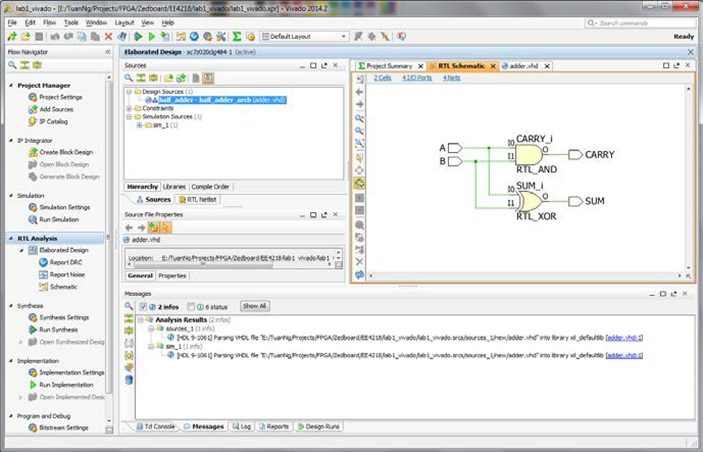 lab1_vivado - [E:/TuanNg/Projects/FPGA/Zedboard/EE4218/lab1_vivado/lab1_vivado.xpr] - Vivado 2014.2
File Edit Flow Tools Window Layout View Help
Search commands
Default Layout
Ready
Flow Navigator
Project Manager
Project Settings
Add Sources
IP Catalog
IP Integrator
Create Block Design
Open Block Design
Generate Block Design
Simulation
Simulation Settings
Run Simulation
RTL Analysis
Elaborated Design
Report DRC
Report Noise
Schematic
Synthesis
Synthesis Settings
Run Synthesis
Open Synthesized Design
Implementation
Implementation Settings
Run Implementation
Open Implemented Design
Program and Debug
Bitstream Settings
Elaborated Design - xc7z020clg484-1 (active)
Sources
Design Sources (1)
half_adder - half_adder_arch (adder.vhd)
Constraints
Simulation Sources (1)
sim_1 (1)
Hierarchy Libraries Compile Order
Sources RTL Netlist
Source File Properties
adder.vhd
Location: E:/TuanNg/Projects/FPGA/Zedboard/EE4218/lab1_vivado/lab1
General Properties
Project Summary RTL Schematic adder.vhd
2 Cells 4 I/O Ports 4 Nets
CARRY_i
A
I0
O
CARRY
B
I1
RTL_AND
SUM_i
I0
O
SUM
I1
RTL_XOR
Messages
2 infos 6 status Show All
Analysis Results (2 infos)
sources_1 (1 info)
[HDL 9-1061] Parsing VHDL file "E:/TuanNg/Projects/FPGA/Zedboard/EE4218/lab1_vivado/lab1_vivado.srcs/sources_1/new/adder.vhd" into library xil_defaultlib [adder.vhd:1]
sim_1 (1 info)
[HDL 9-1061] Parsing VHDL file "E:/TuanNg/Projects/FPGA/Zedboard/EE4218/lab1_vivado/lab1_vivado.srcs/sources_1/new/adder.vhd" into library xil_defaultlib [adder.vhd:1]
Tcl Console Messages Log Reports Design Runs